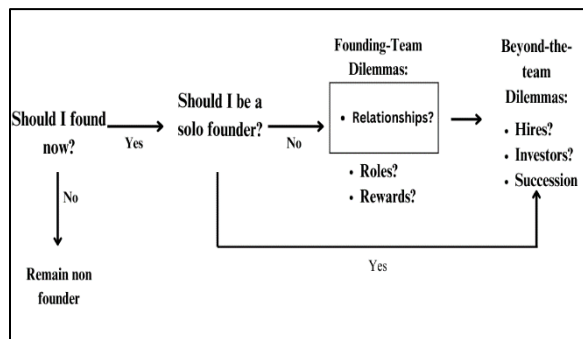 Should I found
now?
Yes
No
Remain non
founder
Should I be a
solo founder?
No
Yes
Founding-Team
Dilemmas:
• Relationships?
• Roles?
• Rewards?
Beyond-the-
team
Dilemmas:
• Hires?
• Investors?
• Succession